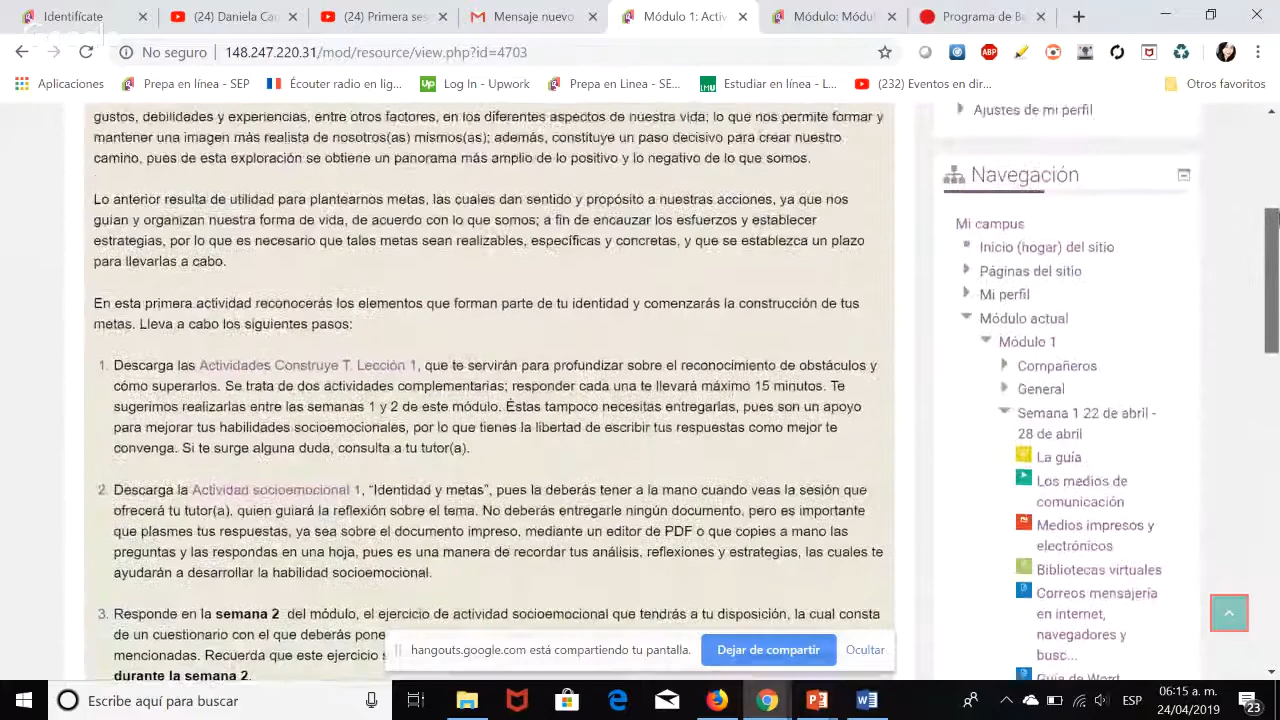 Identifica
(24) Daniela Cau
(24) Primera ses
Mensaje nuevo
Módulo 1: Activ
Módulo: Módu
Programa de Be
No seguro 148.247.220.31/mod/resource/view.php?id=4703
Aplicaciones
Prepa en línea - SEP
Écouter radio en lig...
Log In - Upwork
Prepa en Linea - SE...
Estudiar en línea - L...
(232) Eventos en dir...
Otros favoritos
gustos, debilidades y experiencias, entre otros factores, en los diferentes aspectos de nuestra vida; lo que nos permite formar y
mantener una imagen más realista de nosotros(as) mismos(as); además, constituye un paso decisivo para crear nuestro
camino, pues de esta exploración se obtiene un panorama más amplio de lo positivo y lo negativo de lo que somos.
Lo anterior resulta de utilidad para plantearnos metas, las cuales dan sentido y propósito a nuestras acciones, ya que nos
guían y organizan nuestra forma de vida, de acuerdo con lo que somos; a fin de encauzar los esfuerzos y establecer
estrategias, por lo que es necesario que tales metas sean realizables, específicas y concretas, y que se establezca un plazo
para llevarlas a cabo.
En esta primera actividad reconocerás los elementos que forman parte de tu identidad y comenzarás la construcción de tus
metas. Lleva a cabo los siguientes pasos:
1. Descarga las Actividades Construye T. Lección 1, que te servirán para profundizar sobre el reconocimiento de obstáculos y
cómo superarlos. Se trata de dos actividades complementarias; responder cada una te llevará máximo 15 minutos. Te
sugerimos realizarlas entre las semanas 1 y 2 de este módulo. Éstas tampoco necesitas entregarlas, pues son un apoyo
para mejorar tus habilidades socioemocionales, por lo que tienes la libertad de escribir tus respuestas como mejor te
convenga. Si te surge alguna duda, consulta a tu tutor(a).
2. Descarga la Actividad socioemocional 1, “Identidad y metas”, pues la deberás tener a la mano cuando veas la sesión que
ofrecerá tu tutor(a), quien guiará la reflexión sobre el tema. No deberás entregarle ningún documento, pero es importante
que plasmes tus respuestas, ya sea sobre el documento impreso, mediante un editor de PDF o que copies a mano las
preguntas y las respondas en una hoja, pues es una manera de recordar tus análisis, reflexiones y estrategias, las cuales te
ayudarán a desarrollar la habilidad socioemocional.
3. Responde en la semana 2 del módulo, el ejercicio de actividad socioemocional que tendrás a tu disposición, la cual consta
de un cuestionario con el que deberás pone
mencionadas. Recuerda que este ejercicio s
durante la semana 2.
hangouts.google.com está compartiendo tu pantalla.
Dejar de compartir
Ocultar
Ajustes de mi perfil
Navegación
Mi campus
Inicio (hogar) del sitio
Páginas del sitio
Mi perfil
Módulo actual
Módulo 1
Compañeros
General
Semana 1 22 de abril -
28 de abril
La guía
Los medios de
comunicación
Medios impresos y
electrónicos
Bibliotecas virtuales
Correos mensajería
en internet,
navegadores y
busc...
Guía de Word
Escribe aquí para buscar
ESP
06:15 a. m.
24/04/2019
23